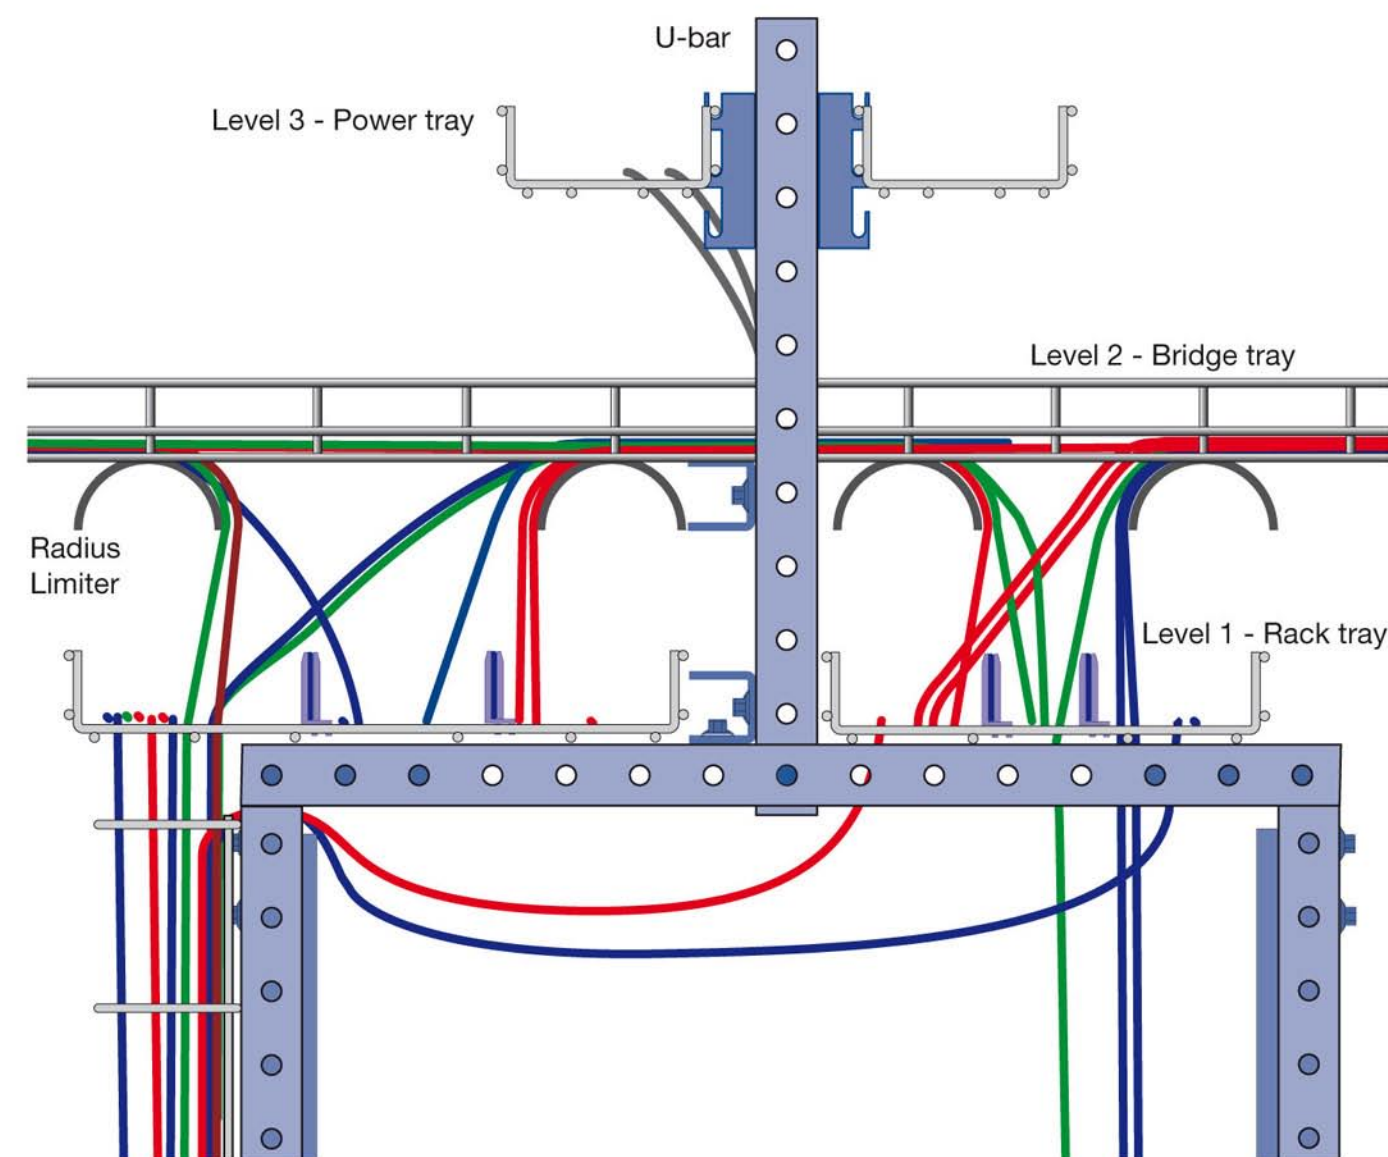 U-bar
Level 3 - Power tray
Level 2 - Bridge tray
Radius
Limiter
Level 1 - Rack tray